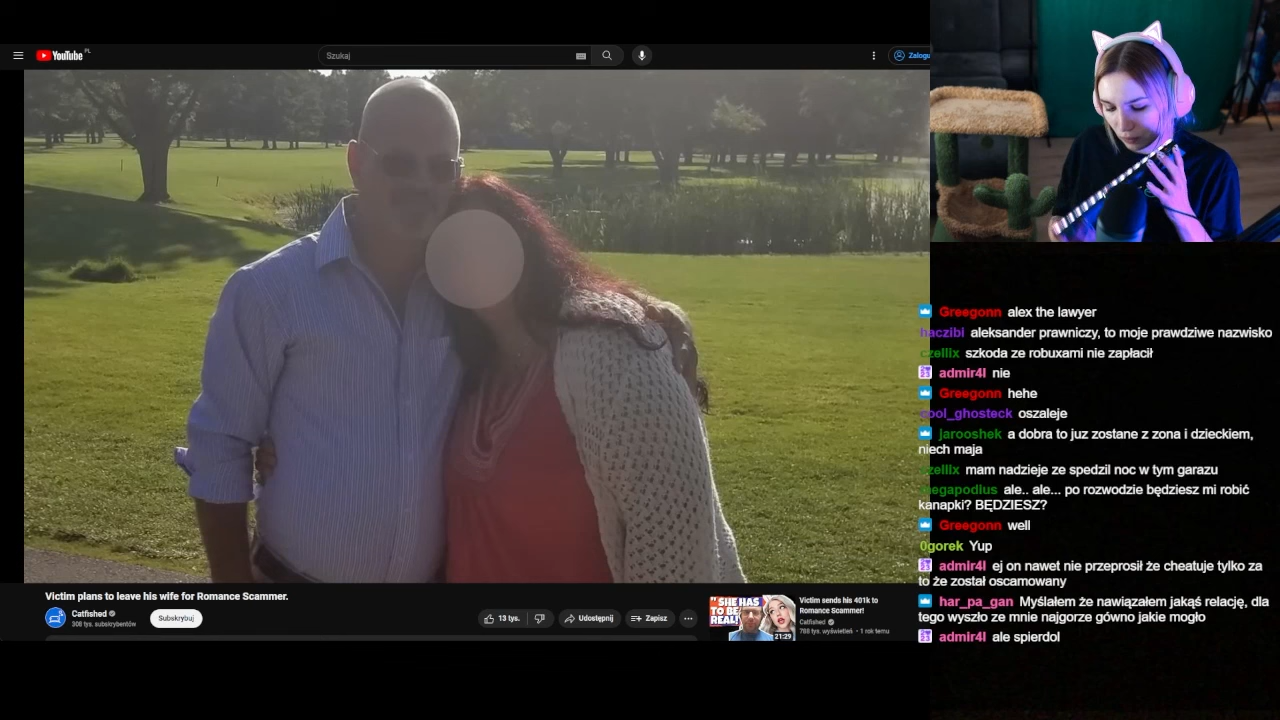 YouTube PL
Szukaj
Zalogu
Victim plans to leave his wife for Romance Scammer.
Catfished
308 tys. subskrybentów
Subskrybuj
13 tys.
Udostępnij
Zapisz
"SHE HAS
TO BE
REAL!"
21:29
Victim sends his 401k to
Romance Scammer!
Catfished
768 tys. wyświetleń • 1 rok temu
Greegonn alex the lawyer
haczibi aleksander prawniczy, to moje prawdziwe nazwisko
czellix szkoda ze robuxami nie zapłacił
admir4l nie
Greegonn hehe
cool_ghosteck oszaleje
jarooshek a dobra to juz zostane z zona i dzieckiem,
niech maja
czellix mam nadzieje ze spedzil noc w tym garazu
megapodius ale.. ale... po rozwodzie będziesz mi robić
kanapki? BĘDZIESZ?
Greegonn well
0gorek Yup
admir4l ej on nawet nie przeprosił że cheatuje tylko za
to że został oscamowany
har_pa_gan Myślałem że nawiązałem jakąś relację, dla
tego wyszło ze mnie najgorze gówno jakie mogło
admir4l ale spierdol